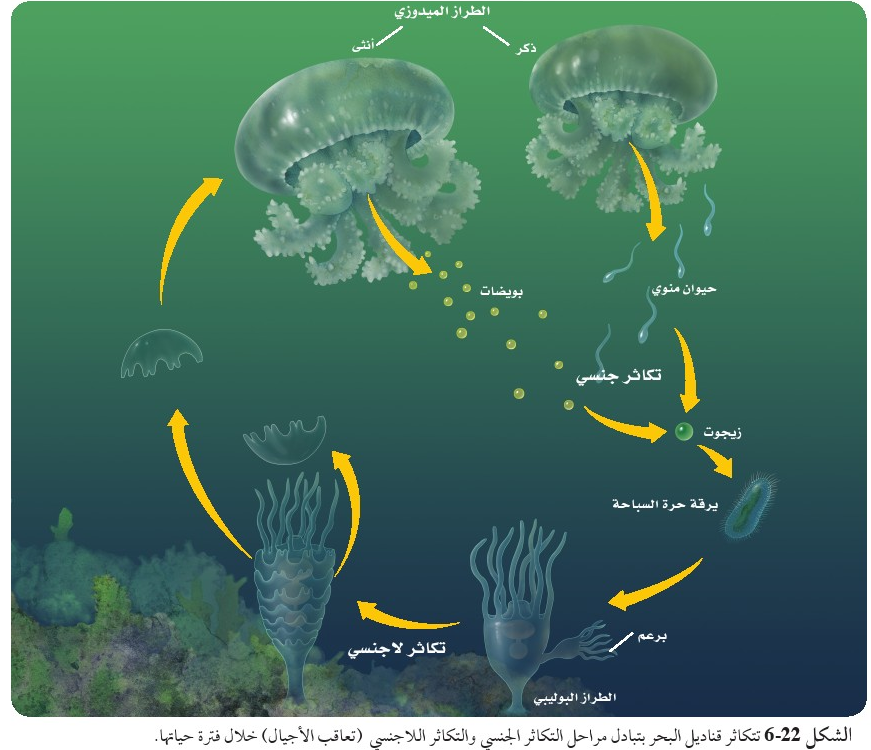 الطراز الميدوزي
ذكر
أنثى
بويضات
حيوان منوي
تكاثر جنسي
زيجوت
يرقة حرة السباحة
برعم
تكاثر لاجنسي
الطراز البوليبي
الشكل 22-6 تتكاثر قناديل البحر بتبادل مراحل التكاثر الجنسي والتكاثر اللاجنسي (تعاقب الأجيال) خلال فترة حياتها.